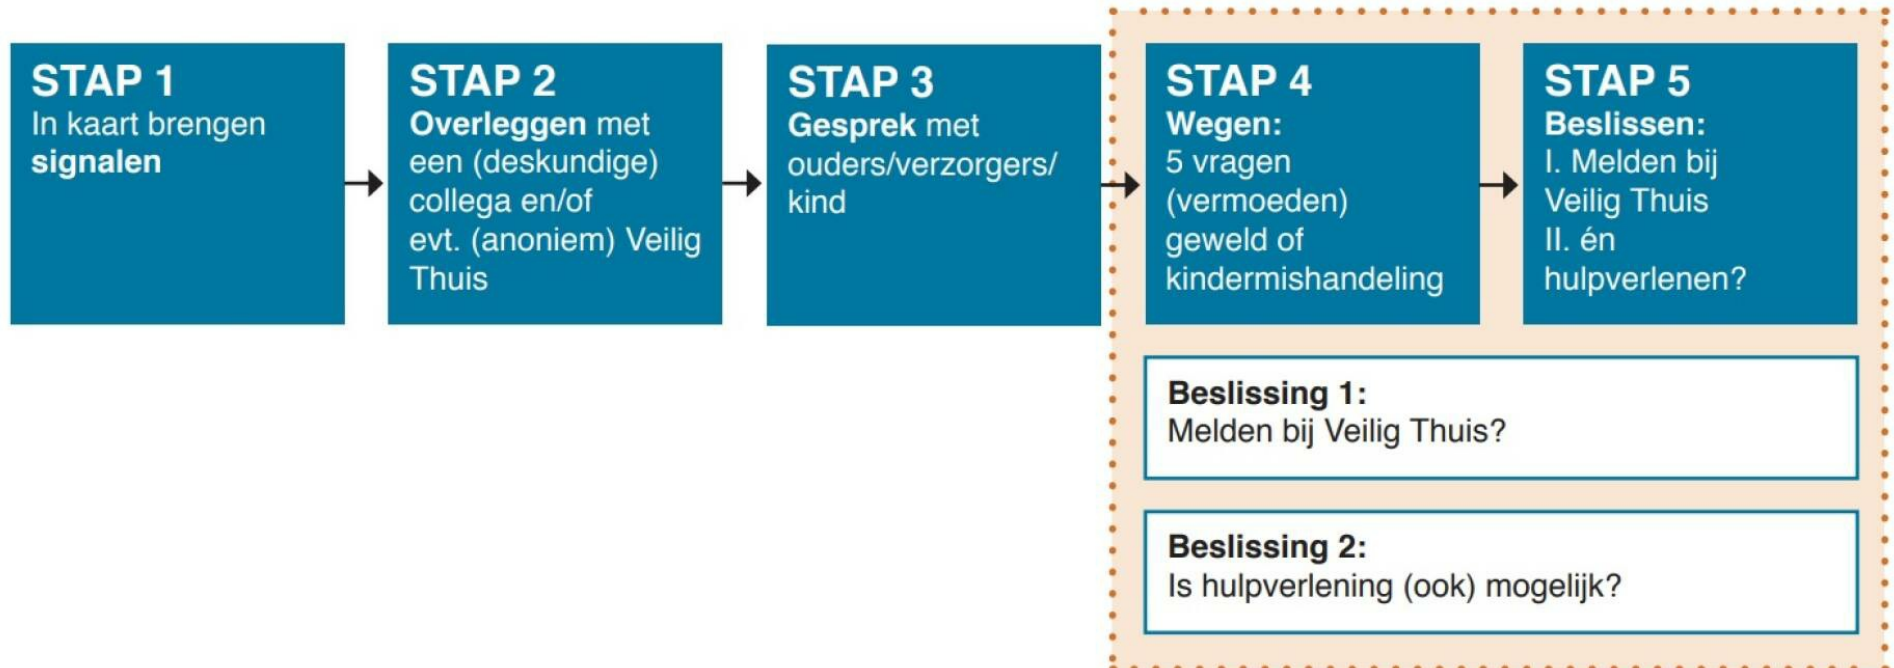 STAP 1
In kaart brengen
signalen
STAP 2
Overleggen met
een (deskundige)
collega en/of
evt. (anoniem) Veilig
Thuis
STAP 3
Gesprek met
ouders/verzorgers/
kind
STAP 4
Wegen:
5 vragen
(vermoeden)
geweld of
kindermishandeling
STAP 5
Beslissen:
I. Melden bij
Veilig Thuis
II. én
hulpverlenen?
Beslissing 1:
Melden bij Veilig Thuis?
Beslissing 2:
Is hulpverlening (ook) mogelijk?